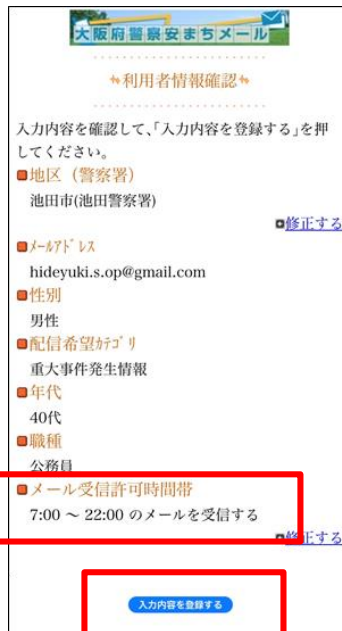 大阪府警察安まちメール
利用者情報確認
入力内容を確認して、「入力内容を登録する」を押
してください。
地区（警察署）
池田市(池田警察署)
修正する
ﾒｰﾙｱﾄﾞﾚｽ
hideyuki.s.op@gmail.com
性別
男性
配信希望ｶﾃｺﾞﾘ
重大事件発生情報
年代
40代
職種
公務員
メール受信許可時間帯
7:00 ～ 22:00 のメールを受信する
修正する
入力内容を登録する